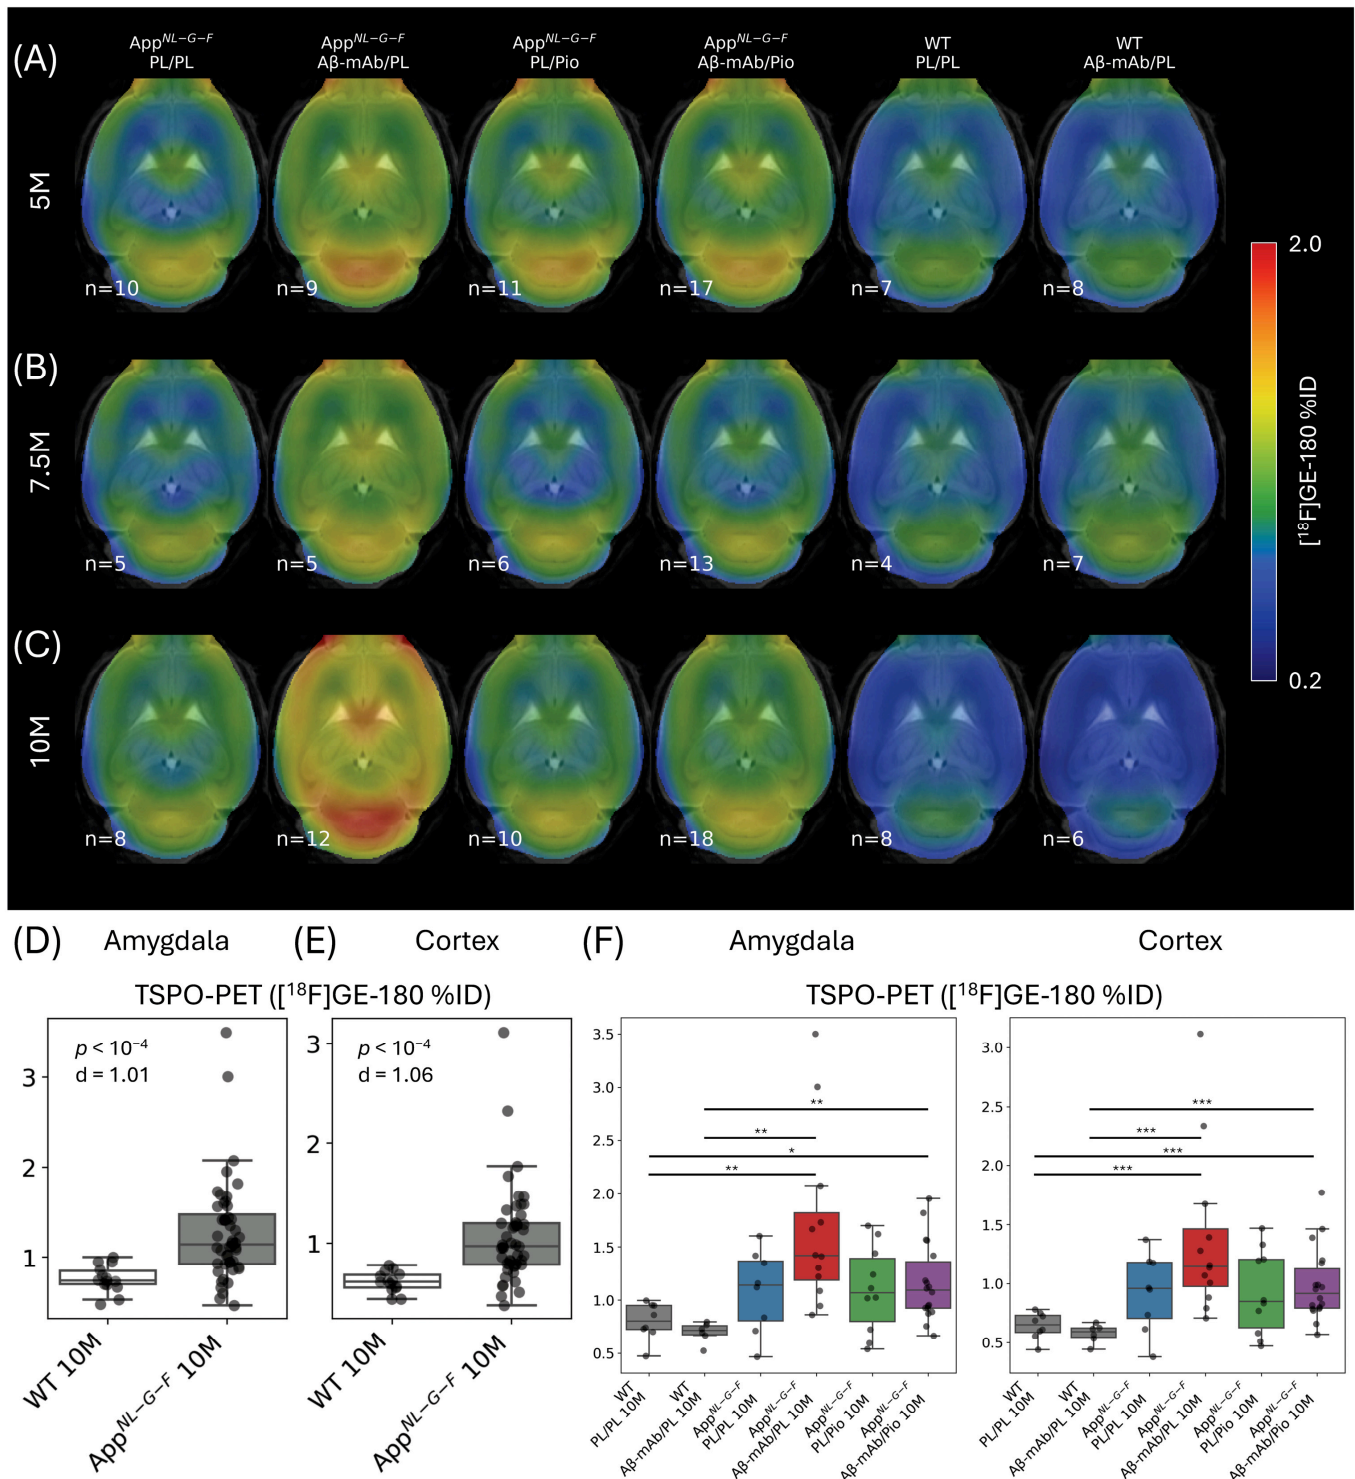 (A)
App^NL−G−F PL/PL
App^NL−G−F Aβ-mAb/PL
App^NL−G−F PL/Pio
App^NL−G−F Aβ-mAb/Pio
WT PL/PL
WT Aβ-mAb/PL
5M
n=10
n=9
n=11
n=17
n=7
n=8
(B)
7.5M
n=5
n=5
n=6
n=13
n=4
n=7
(C)
10M
n=8
n=12
n=10
n=18
n=8
n=6
2.0
[¹⁸F]GE-180 %ID
0.2
(D)
Amygdala
(E)
Cortex
TSPO-PET ([¹⁸F]GE-180 %ID)
p < 10⁻⁴
d = 1.01
3
2
1
WT 10M
App^NL−G−F 10M
p < 10⁻⁴
d = 1.06
3
2
1
WT 10M
App^NL−G−F 10M
(F)
Amygdala
Cortex
TSPO-PET ([¹⁸F]GE-180 %ID)
3.5
3.0
2.5
2.0
1.5
1.0
0.5
**
**
*
**
WT
PL/PL 10M
WT
Aβ-mAb/PL 10M
App^NL−G−F
PL/PL 10M
App^NL−G−F
Aβ-mAb/PL 10M
App^NL−G−F
PL/Pio 10M
App^NL−G−F
Aβ-mAb/Pio 10M
3.0
2.5
2.0
1.5
1.0
0.5
***
***
***
***
WT
PL/PL 10M
WT
Aβ-mAb/PL 10M
App^NL−G−F
PL/PL 10M
App^NL−G−F
Aβ-mAb/PL 10M
App^NL−G−F
PL/Pio 10M
App^NL−G−F
Aβ-mAb/Pio 10M